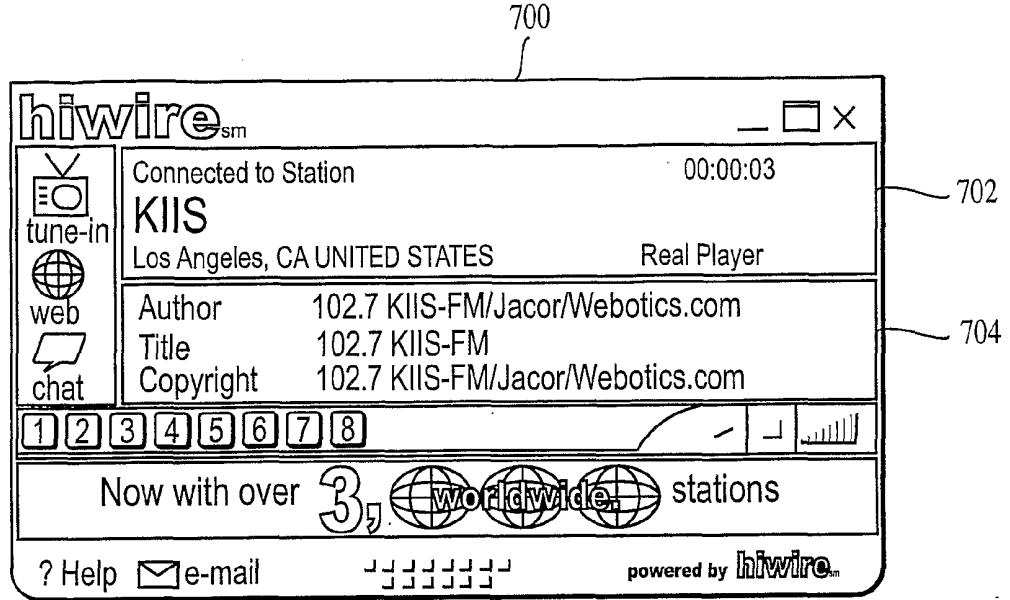 700
hiwire sm
Connected to Station 00:00:03
702
KIIS
tune-in
Los Angeles, CA UNITED STATES Real Player
web
Author 102.7 KIIS-FM/Jacor/Webotics.com
704
Title 102.7 KIIS-FM
chat
Copyright 102.7 KIIS-FM/Jacor/Webotics.com
1 2 3 4 5 6 7 8
Now with over 3, worldwide. stations
? Help e-mail powered by hiwire sm